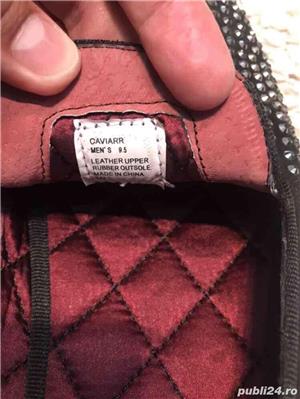 CAVIARR
MEN'S 9.5
LEATHER UPPER
RUBBER OUTSOLE
MADE IN CHINA
publi24.ro